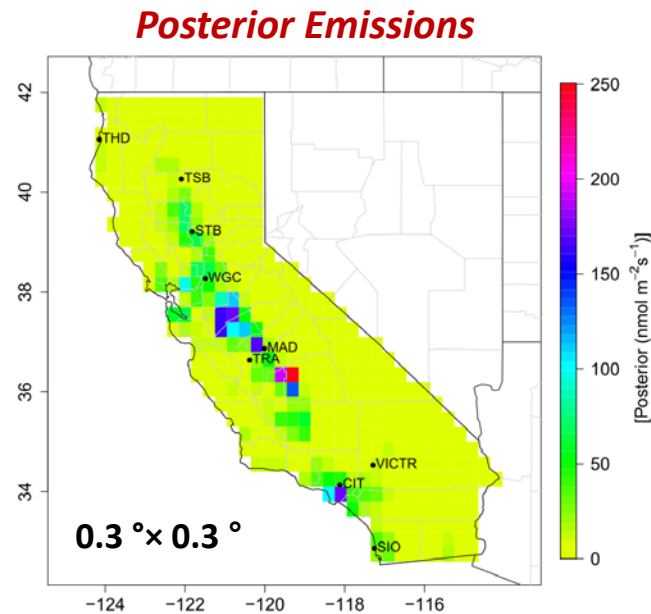 Posterior Emissions
42
40
38
36
34
−124
−122
−120
−118
−116
THD
TSB
STB
WGC
MAD
TRA
VICTR
CIT
SIO
0.3 °× 0.3 °
250
200
150
100
50
0
[Posterior (nmol m−2s−1)]